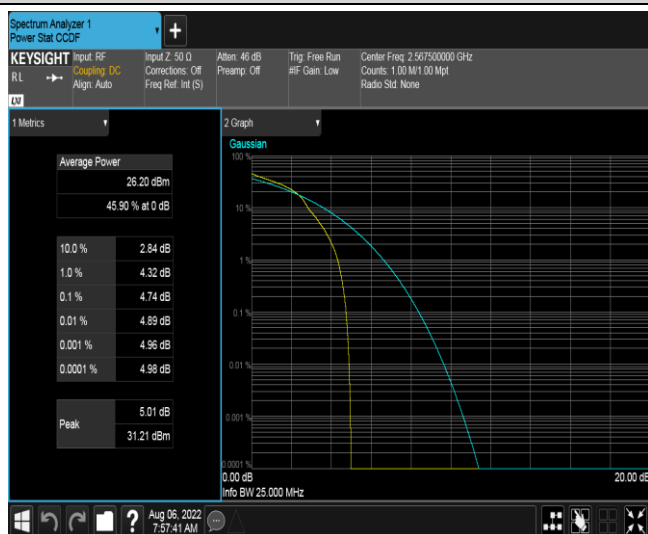 Spectrum Analyzer 1
Power Stat CCDF
+
KEYSIGHT
RL
LXI
Input: RF
Coupling: DC
Align: Auto
Input Z: 50 Ω
Corrections: Off
Freq Ref: Int (S)
Atten: 46 dB
Preamp: Off
Trig: Free Run
#IF Gain: Low
Center Freq: 2.567500000 GHz
Counts: 1.00 M/1.00 Mpt
Radio Std: None
1 Metrics
Average Power
26.20 dBm
45.90 % at 0 dB
10.0 % 2.84 dB
1.0 % 4.32 dB
0.1 % 4.74 dB
0.01 % 4.89 dB
0.001 % 4.96 dB
0.0001 % 4.98 dB
Peak
5.01 dB
31.21 dBm
2 Graph
Gaussian
100 %
10 %
1 %
0.1 %
0.01 %
0.001 %
0.0001 %
0.00 dB
20.00 dB
Info BW 25.000 MHz
?
Aug 06, 2022
7:57:41 AM